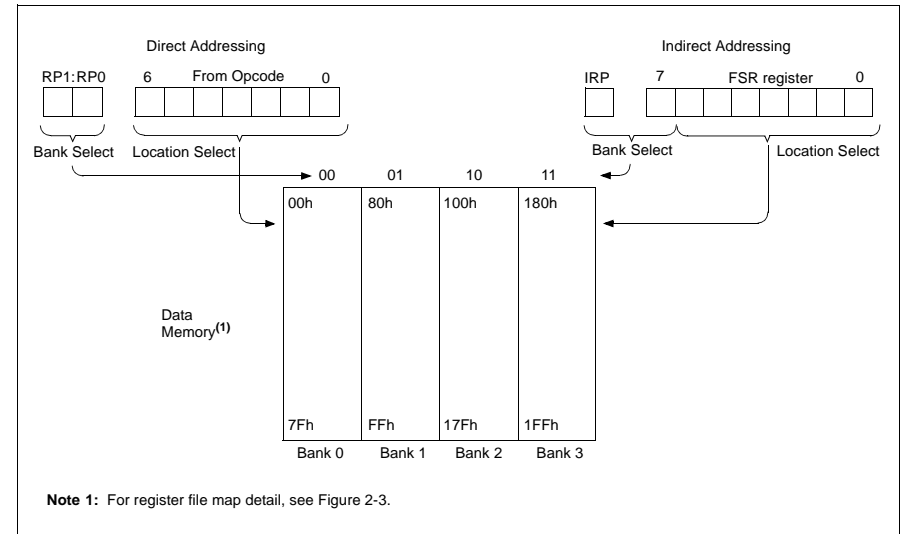 Direct Addressing
Indirect Addressing
RP1:RP0 6 From Opcode 0
IRP 7 FSR register 0
Bank Select Location Select
Bank Select Location Select
00 01 10 11
00h 80h 100h 180h
Data
Memory(1)
7Fh FFh 17Fh 1FFh
Bank 0 Bank 1 Bank 2 Bank 3
Note 1: For register file map detail, see Figure 2-3.